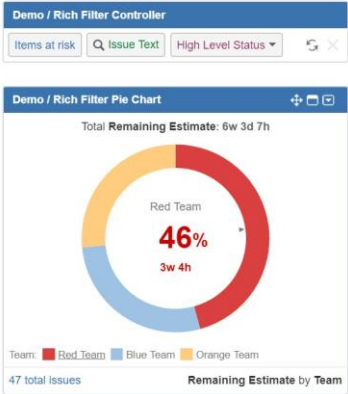 Demo / Rich Filter Controller
Items at risk Issue Text High Level Status
Demo / Rich Filter Pie Chart
Total Remaining Estimate: 6w 3d 7h
Red Team
46%
3w 4h
Team: Red Team Blue Team Orange Team
47 total issues Remaining Estimate by Team